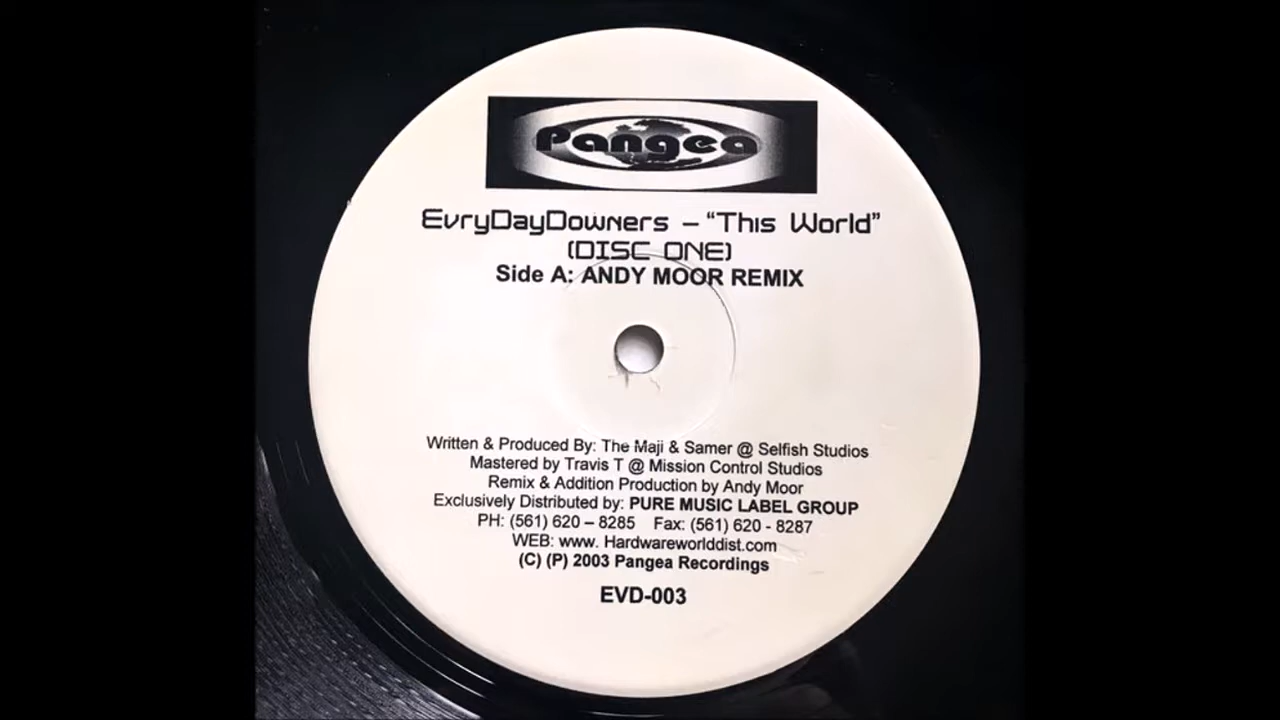 Pangea
EvryDayDowners – “This World”
(DISC ONE)
Side A: ANDY MOOR REMIX
Written & Produced By: The Maji & Samer @ Selfish Studios
Mastered by Travis T @ Mission Control Studios
Remix & Addition Production by Andy Moor
Exclusively Distributed by: PURE MUSIC LABEL GROUP
PH: (561) 620 – 8285 Fax: (561) 620 - 8287
WEB: www. Hardwareworlddist.com
(C) (P) 2003 Pangea Recordings
EVD-003